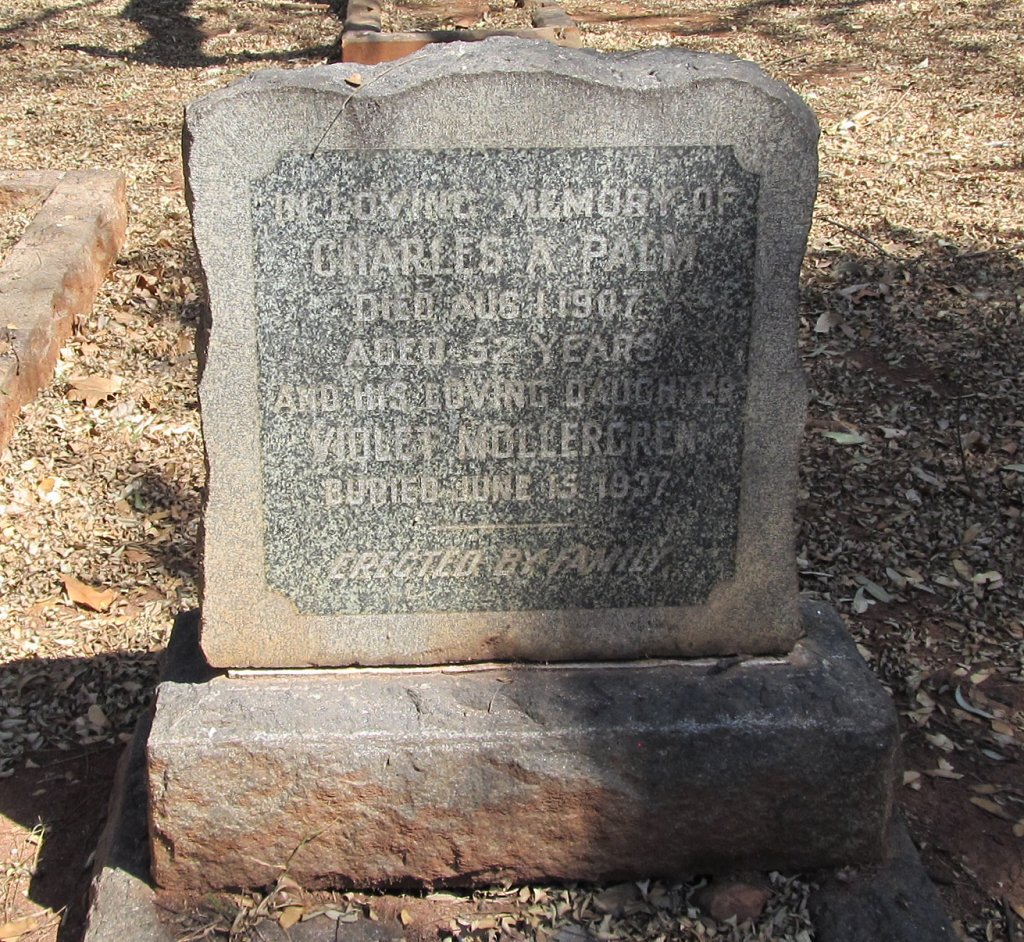 IN LOVING MEMORY OF
CHARLES A PALM
DIED AUG. 1 1907.
AGED 52 YEARS
AND HIS LOVING DAUGHTER
VIOLET MOLLERGREN
BURIED JUNE 15 1937
ERECTED BY FAMILY